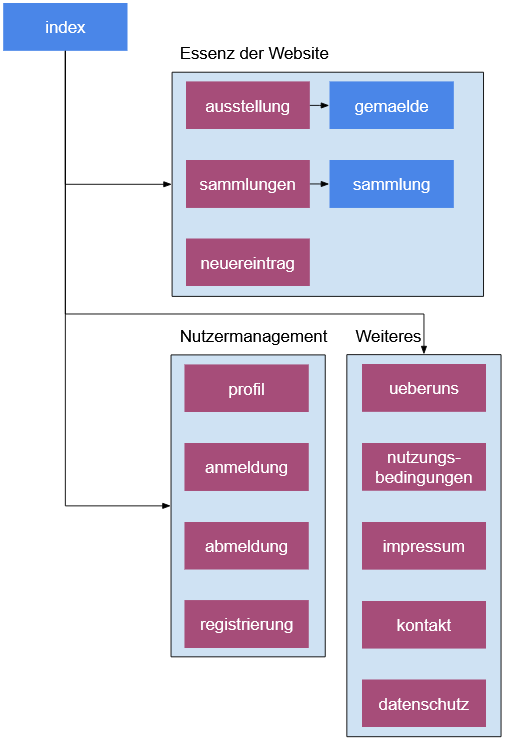 index
Essenz der Website
ausstellung
gemaelde
sammlungen
sammlung
neuereintrag
Nutzermanagement
profil
anmeldung
abmeldung
registrierung
Weiteres
ueberuns
nutzungs-
bedingungen
impressum
kontakt
datenschutz